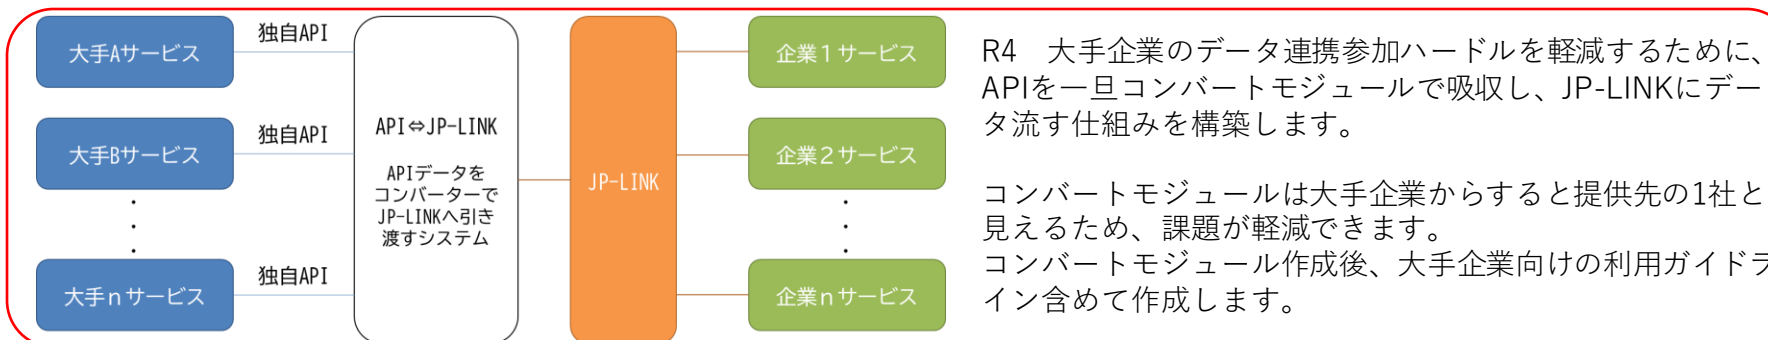 大手Aサービス
独自API
大手Bサービス
独自API
・
・
・
大手nサービス
独自API
API⇔JP-LINK
APIデータを
コンバーターで
JP-LINKへ引き
渡すシステム
JP-LINK
企業1サービス
企業2サービス
・
・
・
企業nサービス
R4　大手企業のデータ連携参加ハードルを軽減するために、
APIを一旦コンバートモジュールで吸収し、JP-LINKにデー
タ流す仕組みを構築します。
コンバートモジュールは大手企業からすると提供先の1社と
見えるため、課題が軽減できます。
コンバートモジュール作成後、大手企業向けの利用ガイドラ
イン含めて作成します。